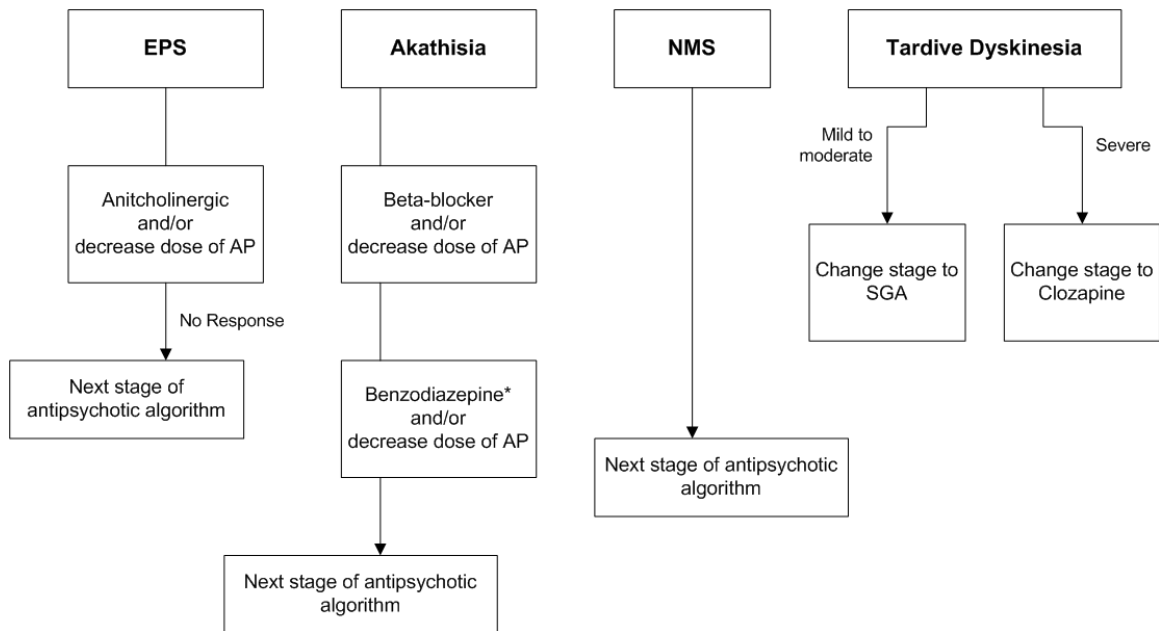 EPS
Anitcholinergic
and/or
decrease dose of AP
No Response
Next stage of
antipsychotic algorithm
Akathisia
Beta-blocker
and/or
decrease dose of AP
Benzodiazepine*
and/or
decrease dose of AP
Next stage of antipsychotic
algorithm
NMS
Next stage of antipsychotic
algorithm
Tardive Dyskinesia
Mild to
moderate
Severe
Change stage to
SGA
Change stage to
Clozapine